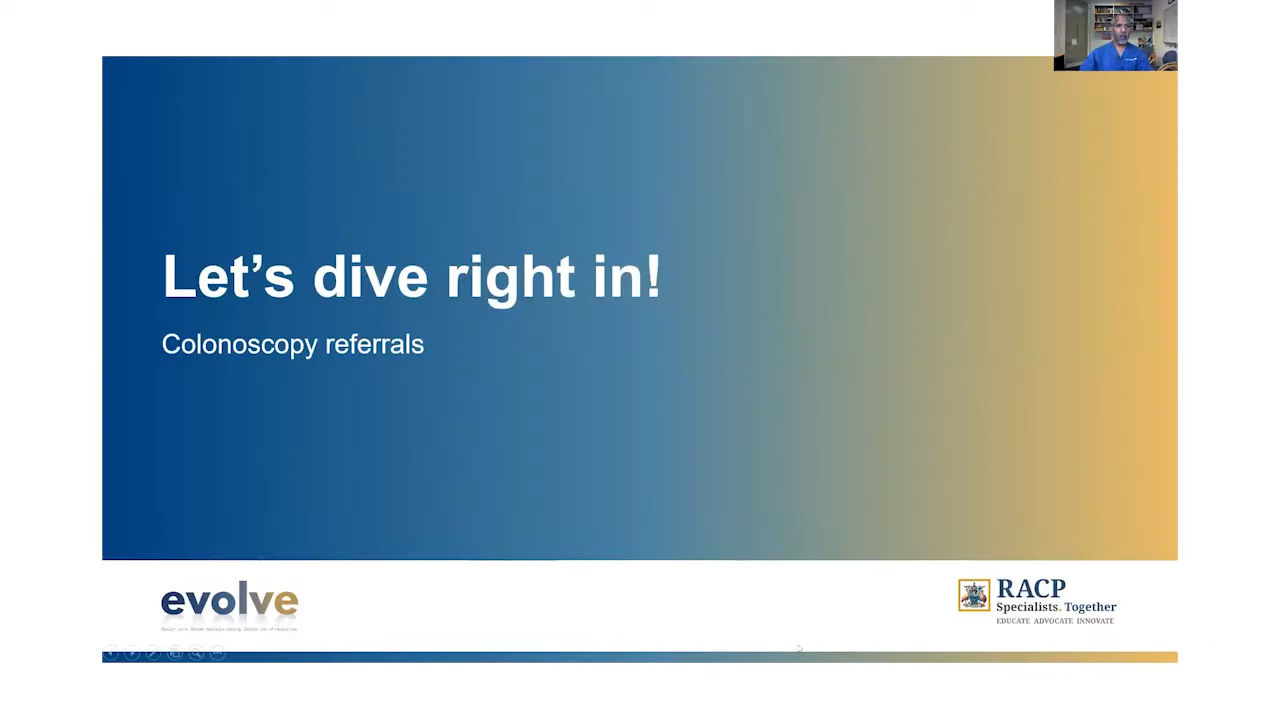 Let's dive right in!
Colonoscopy referrals
evolve
RACP
Specialists. Together
EDUCATE ADVOCATE INNOVATE